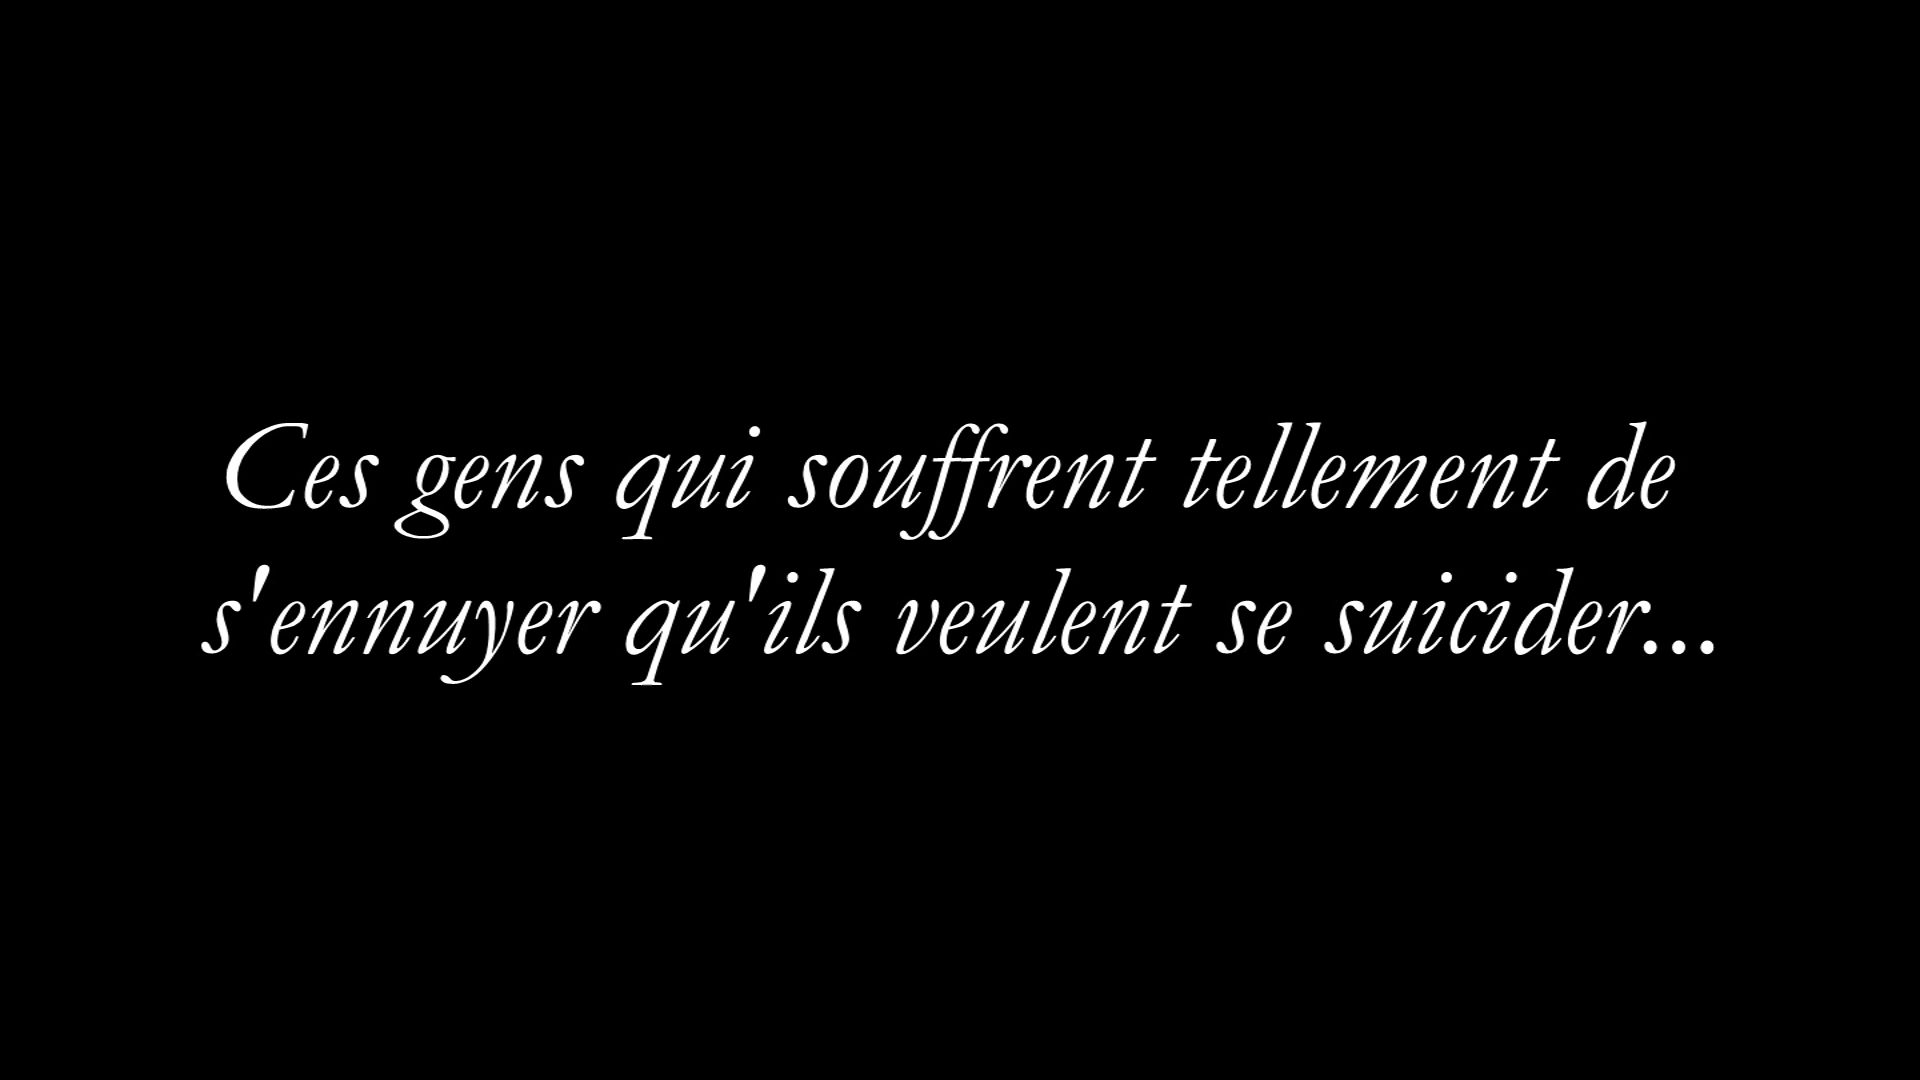 Ces gens qui souffrent tellement de
s'ennuyer qu'ils veulent se suicider...